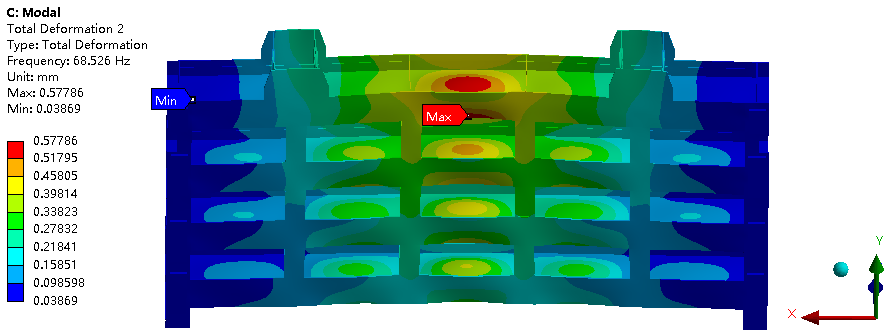 C: Modal
Total Deformation 2
Type: Total Deformation
Frequency: 68.526 Hz
Unit: mm
Max: 0.57786
Min: 0.03869
Min
Max
0.57786
0.51795
0.45805
0.39814
0.33823
0.27832
0.21841
0.15851
0.098598
0.03869
Y
X